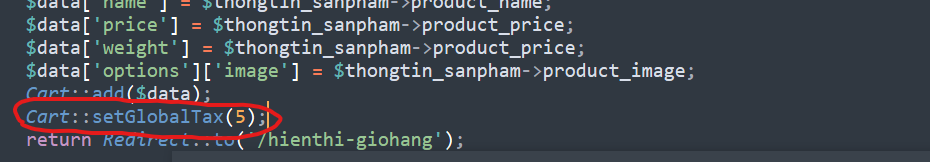 $data['name'] = $thongtin_sanpham->product_name;
$data['price'] = $thongtin_sanpham->product_price;
$data['weight'] = $thongtin_sanpham->product_price;
$data['options']['image'] = $thongtin_sanpham->product_image;
Cart::add($data);
Cart::setGlobalTax(5);
return Redirect::to('/hienthi-giohang');